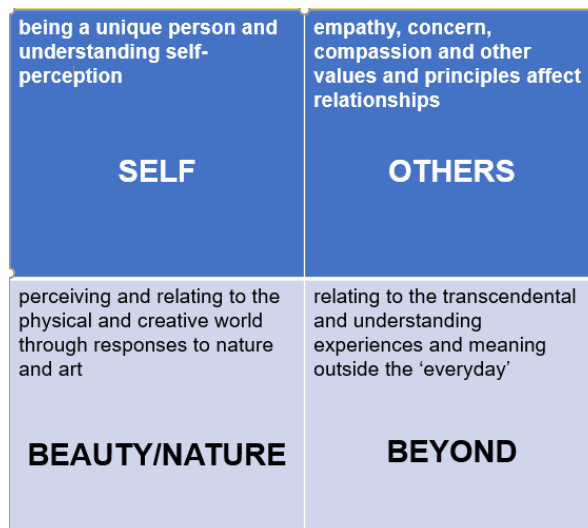 being a unique person and
understanding self-
perception
SELF
empathy, concern,
compassion and other
values and principles affect
relationships
OTHERS
perceiving and relating to the
physical and creative world
through responses to nature
and art
BEAUTY/NATURE
relating to the transcendental
and understanding
experiences and meaning
outside the ‘everyday’
BEYOND